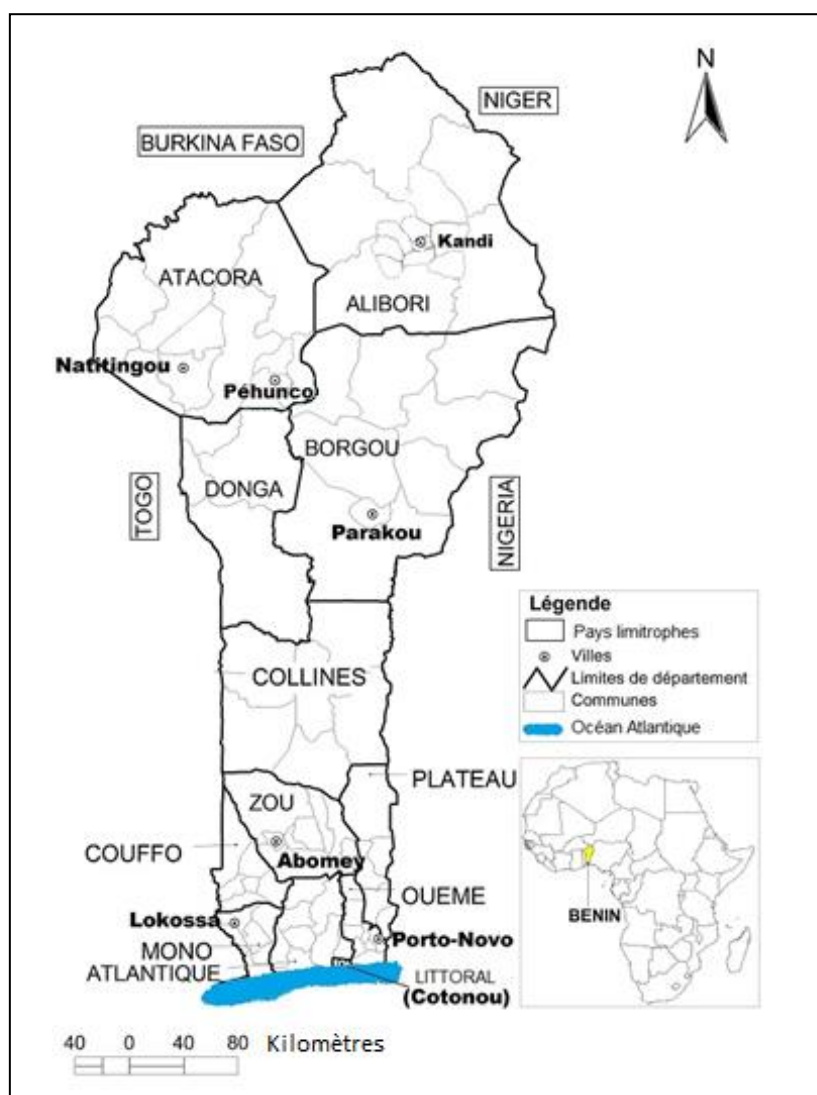 N
NIGER
BURKINA FASO
Kandi
ATACORA
ALIBORI
Natitingou
Péhunco
BORGOU
TOGO
DONGA
NIGERIA
Parakou
Légende
Pays limitrophes
Villes
Limites de département
Communes
Océan Atlantique
COLLINES
PLATEAU
ZOU
COUFFO
Abomey
OUEME
BENIN
Lokossa
Porto-Novo
MONO
ATLANTIQUE
LITTORAL
(Cotonou)
40 0 40 80 Kilomètres